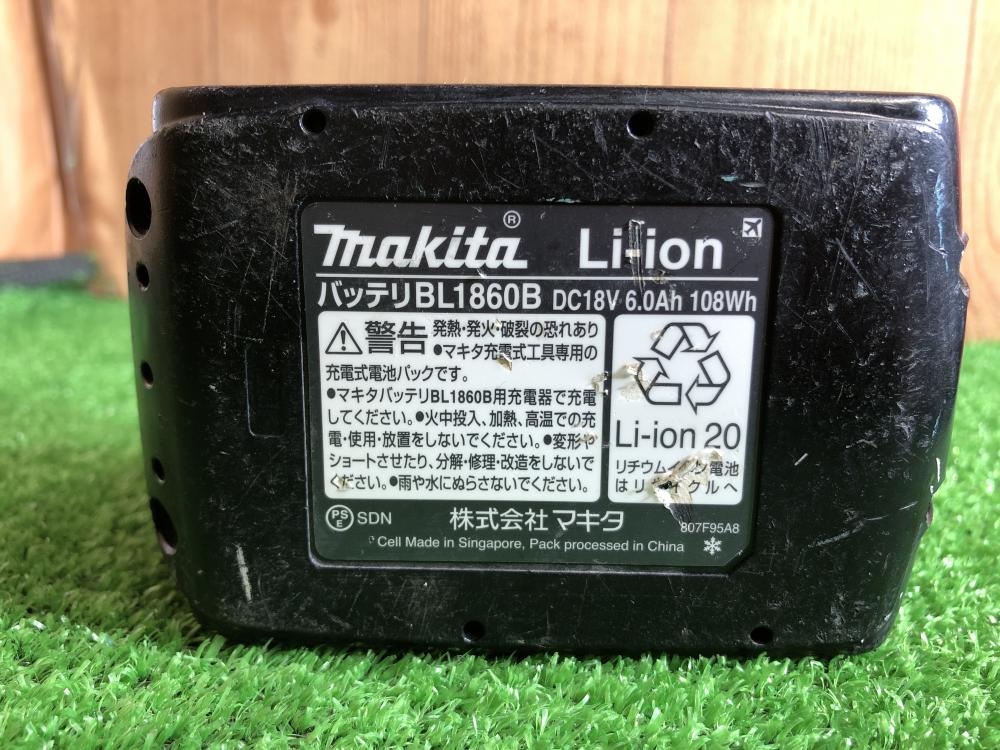 makita® Li-ion
バッテリBL1860B DC18V 6.0Ah 108Wh
警告 発熱・発火・破裂の恐れあり
●マキタ充電式工具専用の
充電式電池パックです。
●マキタバッテリBL1860B用充電器で充電
してください。●火中投入、加熱、高温での充
電・使用・放置をしないでください。●変形や
ショートさせたり、分解・修理・改造をしないで
ください。●雨や水にぬらさないでください。
Li-ion 20
リチウムイオン電池
はリサイクルへ
PSE SDN 株式会社 マキタ 807F95A8
Cell Made in Singapore, Pack processed in China